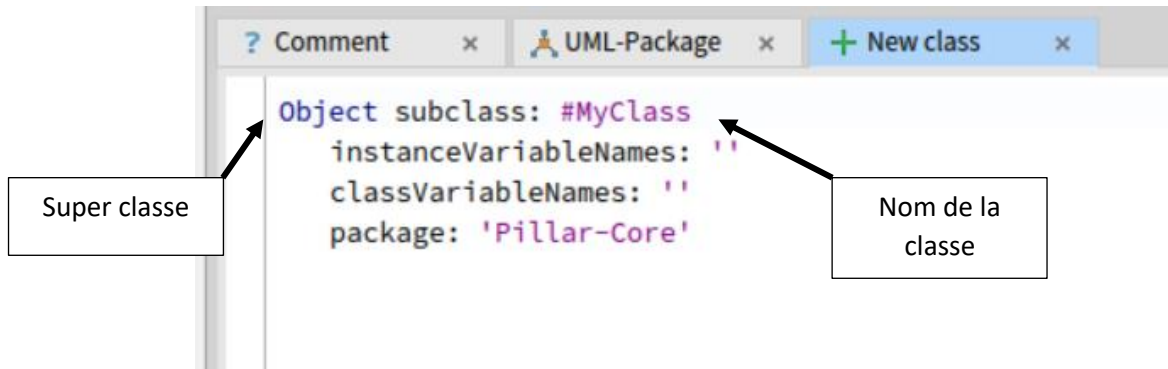 ? Comment × UML-Package × + New class ×
Object subclass: #MyClass
instanceVariableNames: ''
classVariableNames: ''
package: 'Pillar-Core'
Super classe
Nom de la
classe